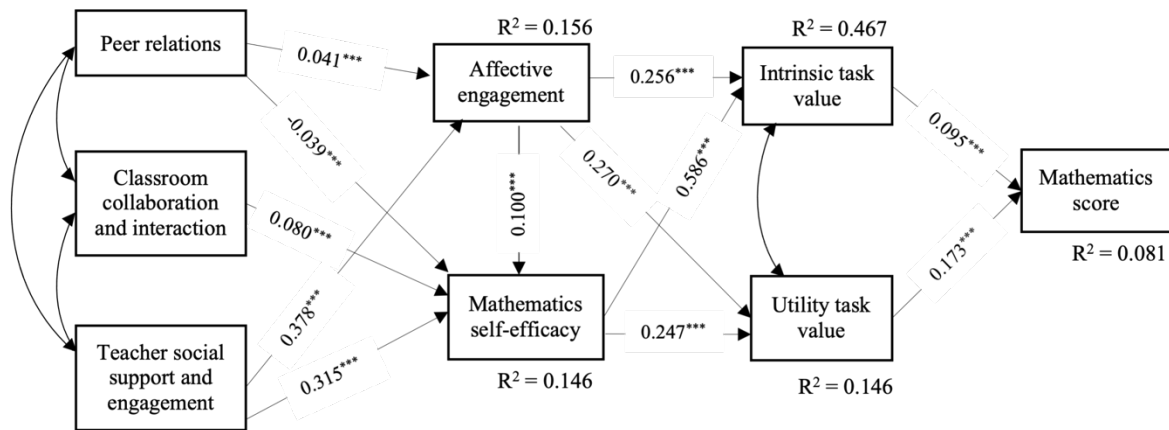 R² = 0.156
R² = 0.467
Peer relations
0.041***
Affective
engagement
0.256***
Intrinsic task
value
-0.039***
0.270***
0.586***
0.095***
Classroom
collaboration
and interaction
0.080***
0.100***
Mathematics
score
R² = 0.081
0.378***
Mathematics
self-efficacy
0.247***
Utility task
value
0.173***
Teacher social
support and
engagement
0.315***
R² = 0.146
R² = 0.146